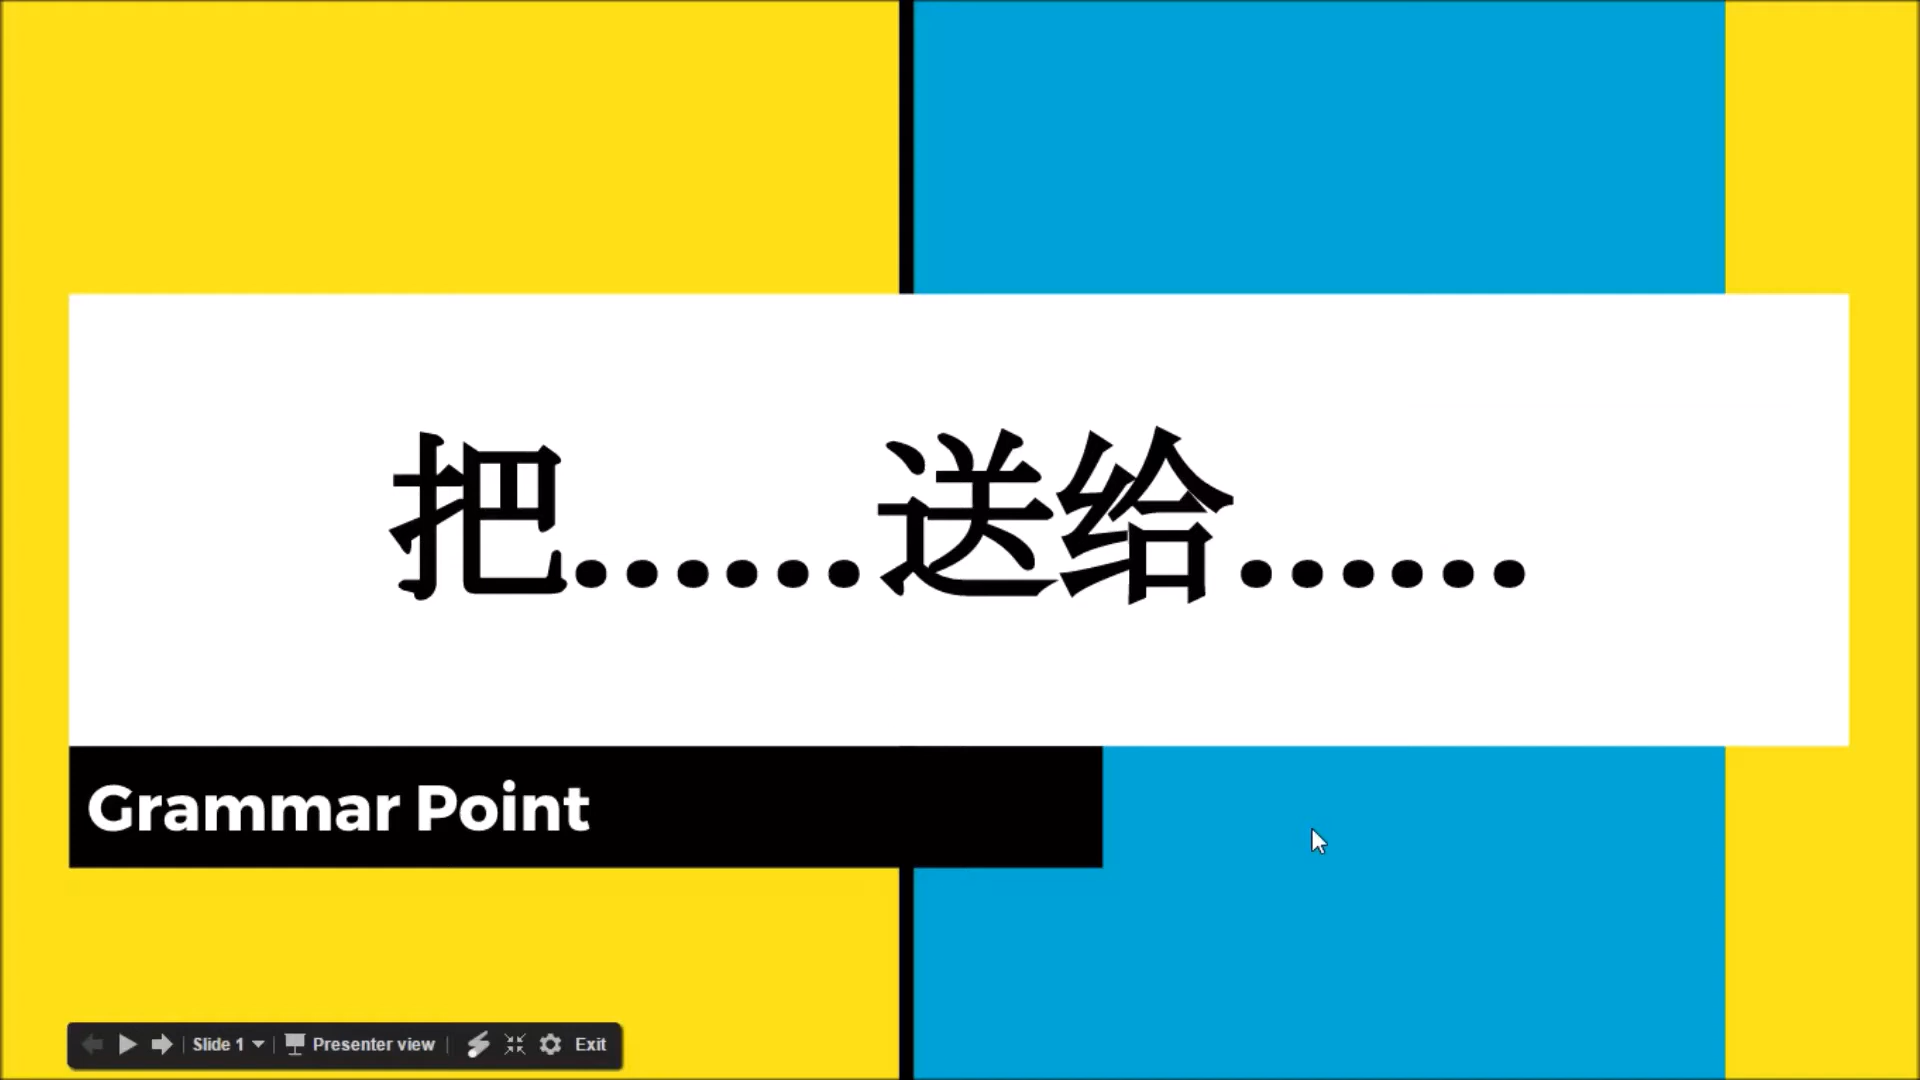 把......送给......
Grammar Point
Slide 1 Presenter view Exit